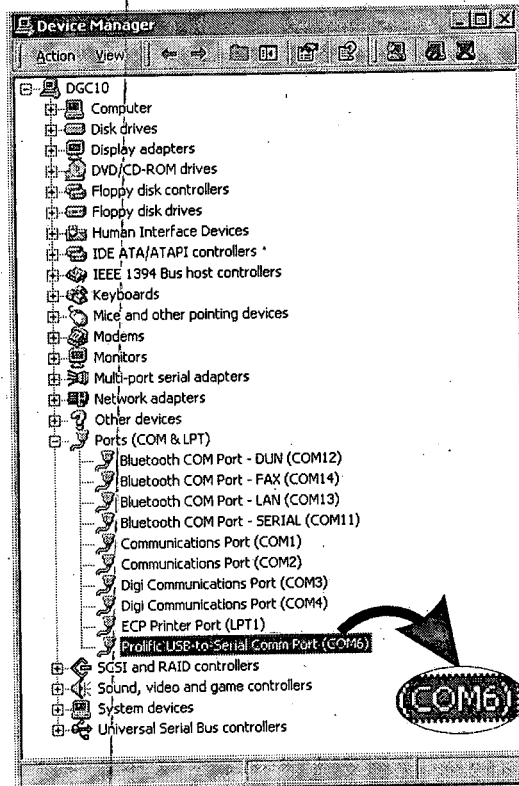 Device Manager
Action View
DGC10
Computer
Disk drives
Display adapters
DVD/CD-ROM drives
Floppy disk controllers
Floppy disk drives
Human Interface Devices
IDE ATA/ATAPI controllers
IEEE 1394 Bus host controllers
Keyboards
Mice and other pointing devices
Modems
Monitors
Multi-port serial adapters
Network adapters
Other devices
Ports (COM & LPT)
Bluetooth COM Port - DUN (COM12)
Bluetooth COM Port - FAX (COM14)
Bluetooth COM Port - LAN (COM13)
Bluetooth COM Port - SERIAL (COM11)
Communications Port (COM1)
Communications Port (COM2)
Digi Communications Port (COM3)
Digi Communications Port (COM4)
ECP Printer Port (LPT1)
Prolific USB-to-Serial Comm Port (COM6)
SCSI and RAID controllers
Sound, video and game controllers
(COM6)
System devices
Universal Serial Bus controllers